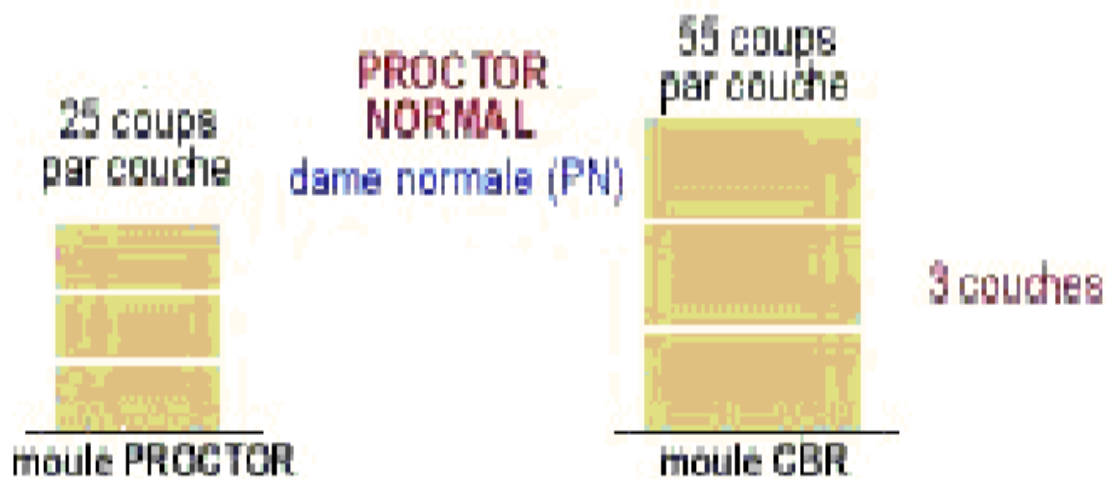 25 coups
par couche
PROCTOR
NORMAL
dame normale (PN)
55 coups
par couche
3 couches
moule PROCTOR
moule CBR